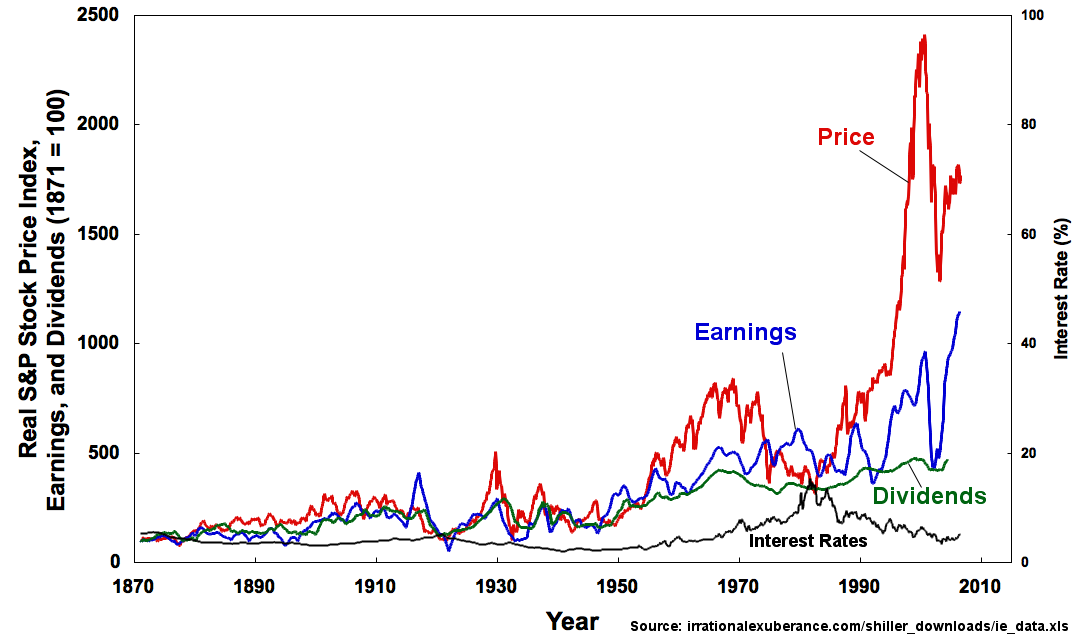 2500
2000
1500
1000
500
0
100
80
60
40
20
0
Real S&P Stock Price Index,
Earnings, and Dividends (1871 = 100)
Interest Rate (%)
Price
Earnings
Dividends
Interest Rates
1870 1890 1910 1930 1950 1970 1990 2010
Year
Source: irrationalexuberance.com/shiller_downloads/ie_data.xls